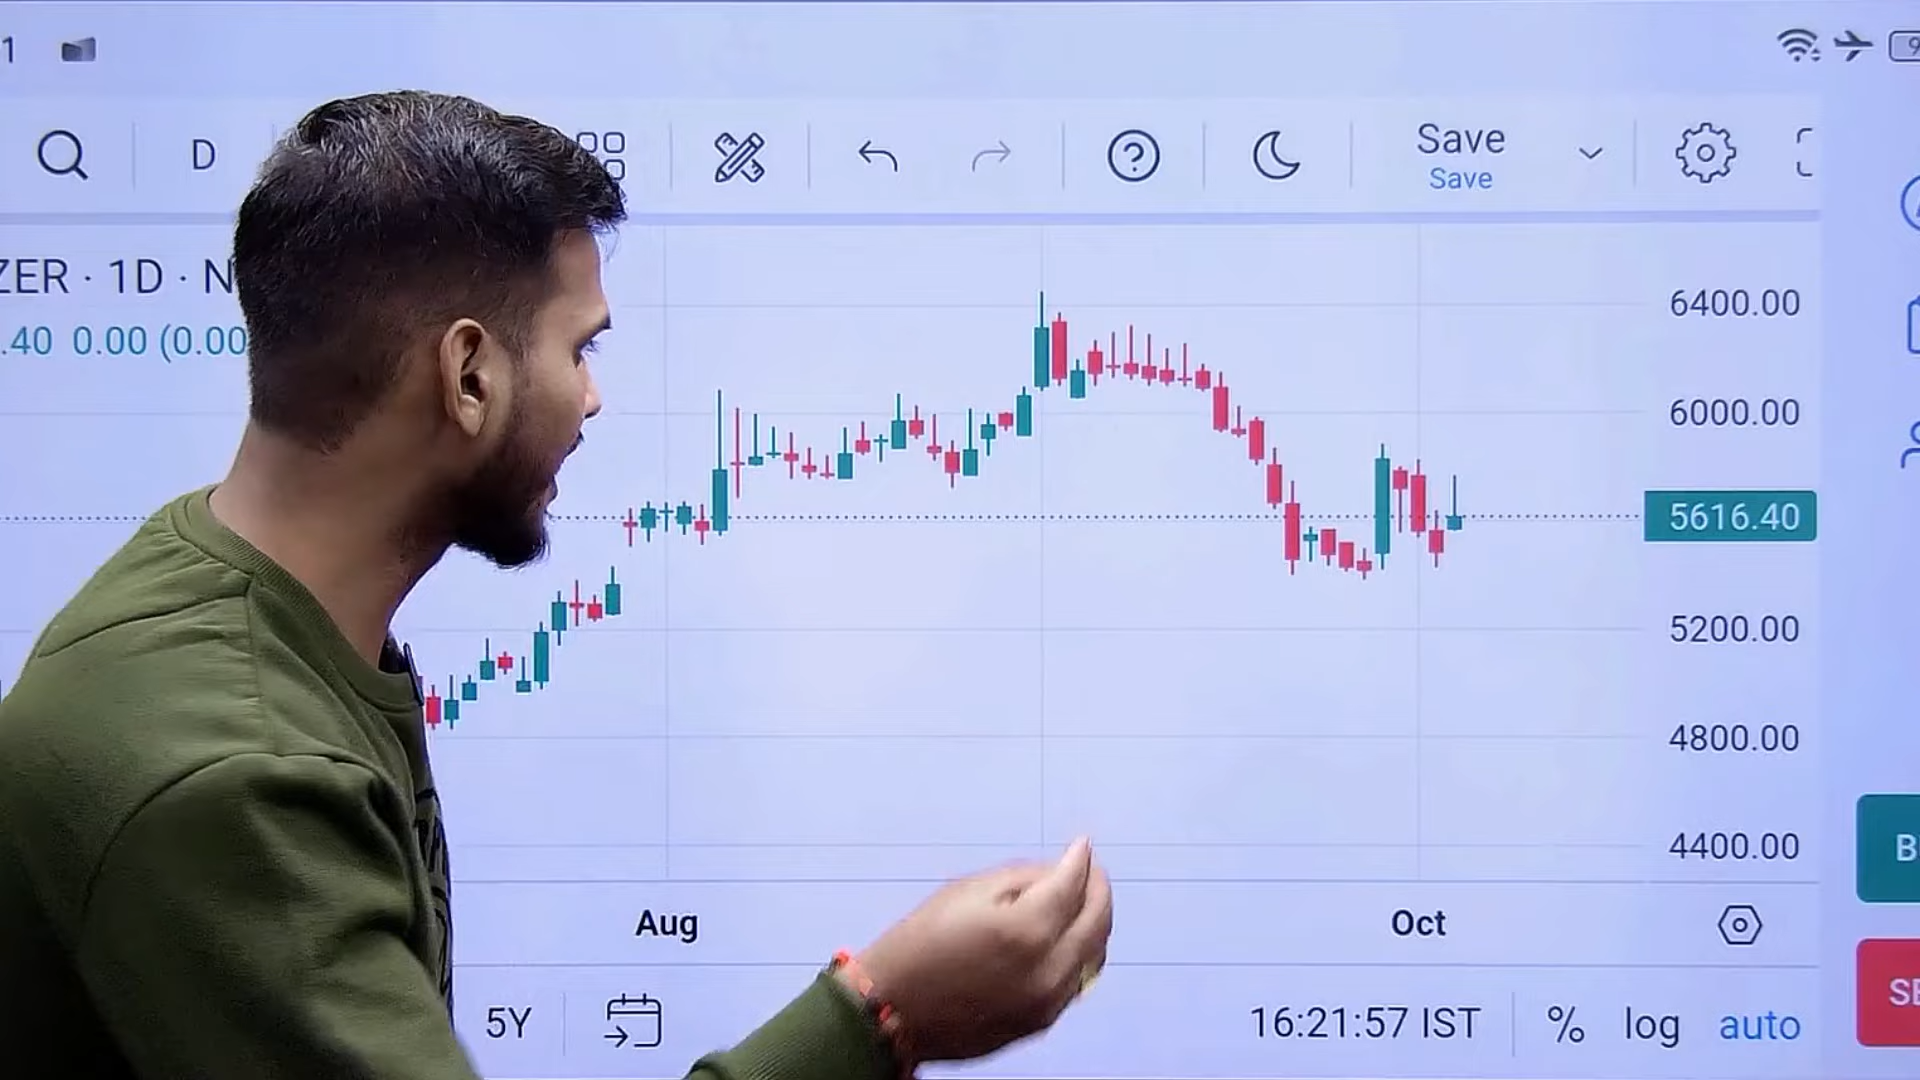 1
D
Save
Save
ZER · 1D · N
.40 0.00 (0.00
6400.00
6000.00
5616.40
5200.00
4800.00
4400.00
Aug
Oct
5Y
16:21:57 IST
%
log
auto